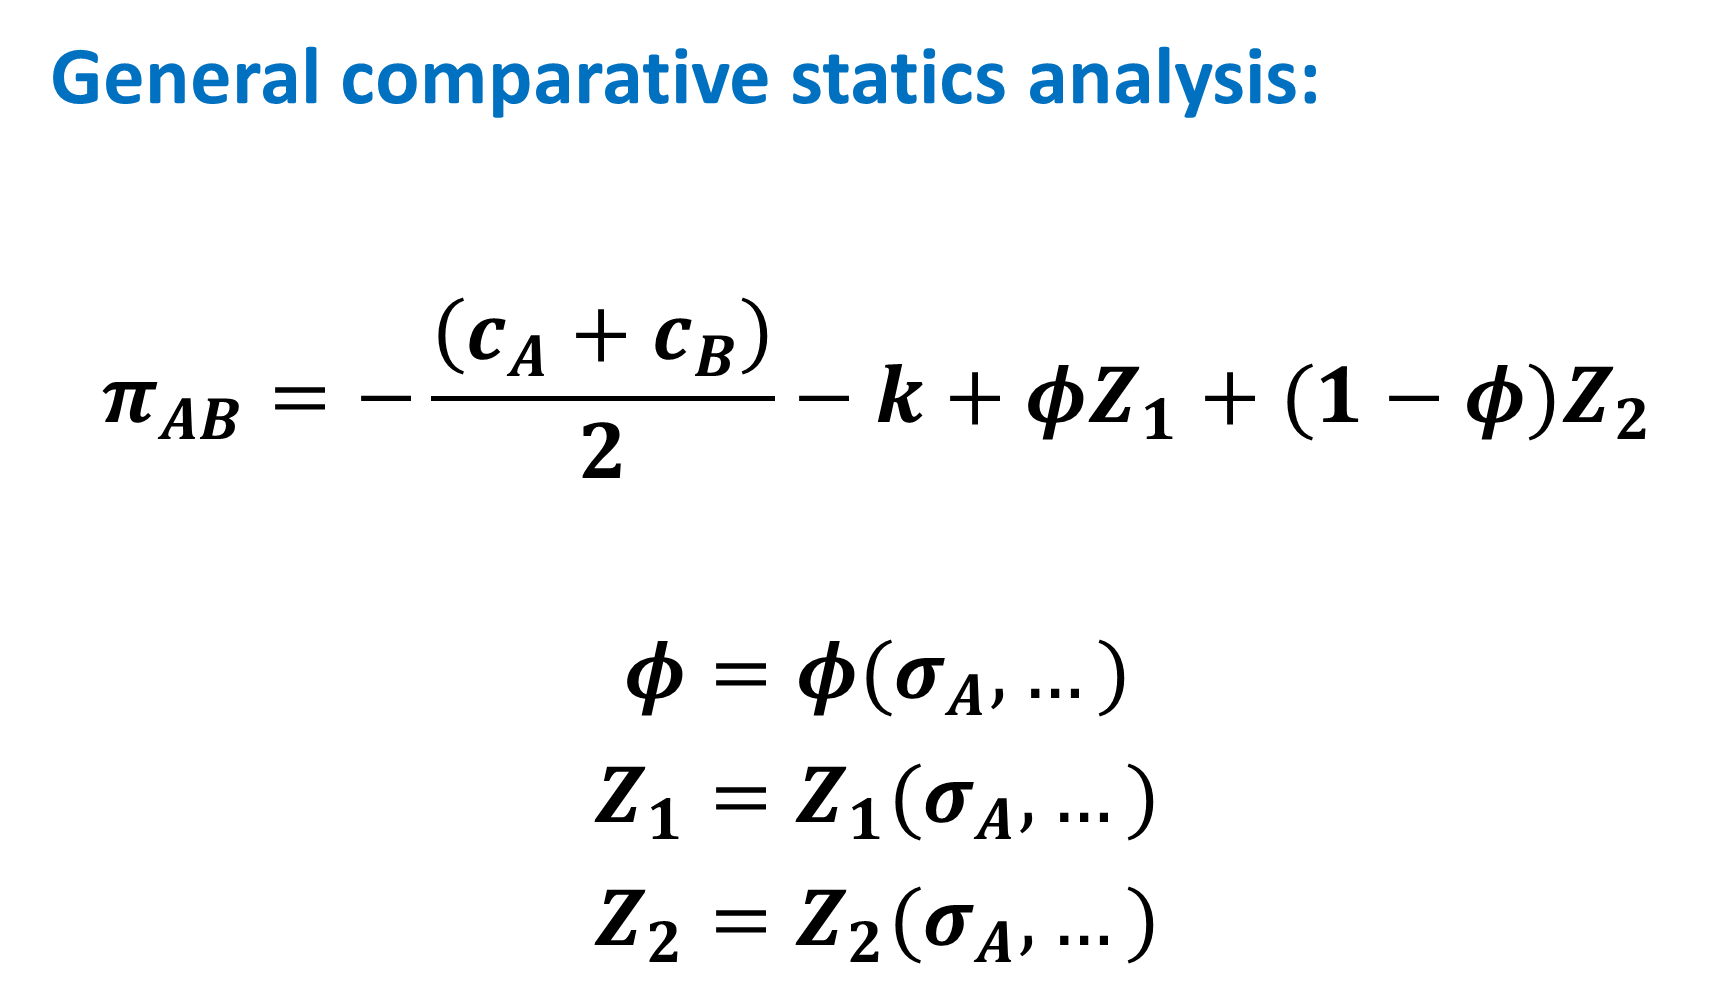 General comparative statics analysis:
π_AB = −(c_A + c_B)/2 − k + ϕZ_1 + (1 − ϕ)Z_2
ϕ = ϕ(σ_A, … )
Z_1 = Z_1(σ_A, … )
Z_2 = Z_2(σ_A, … )